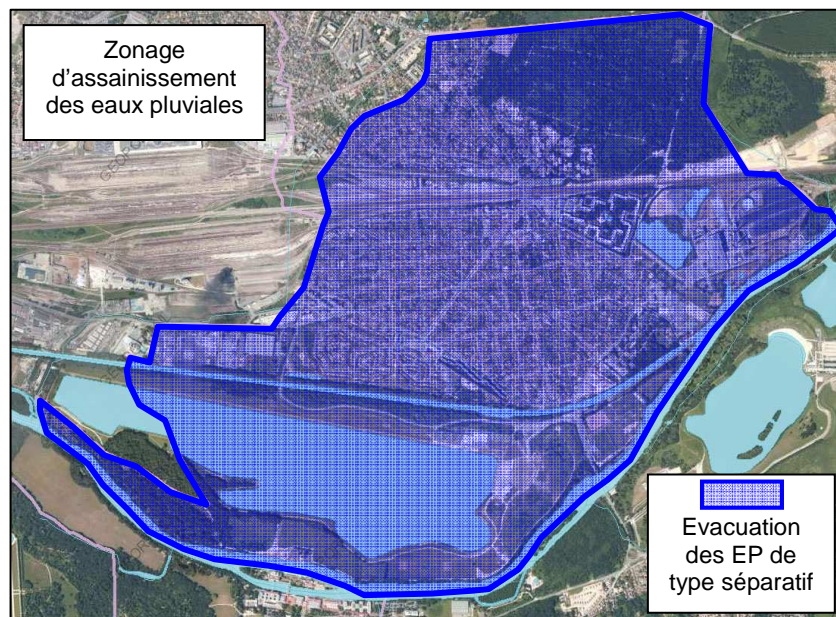 Zonage
d'assainissement
des eaux pluviales
Evacuation
des EP de
type séparatif